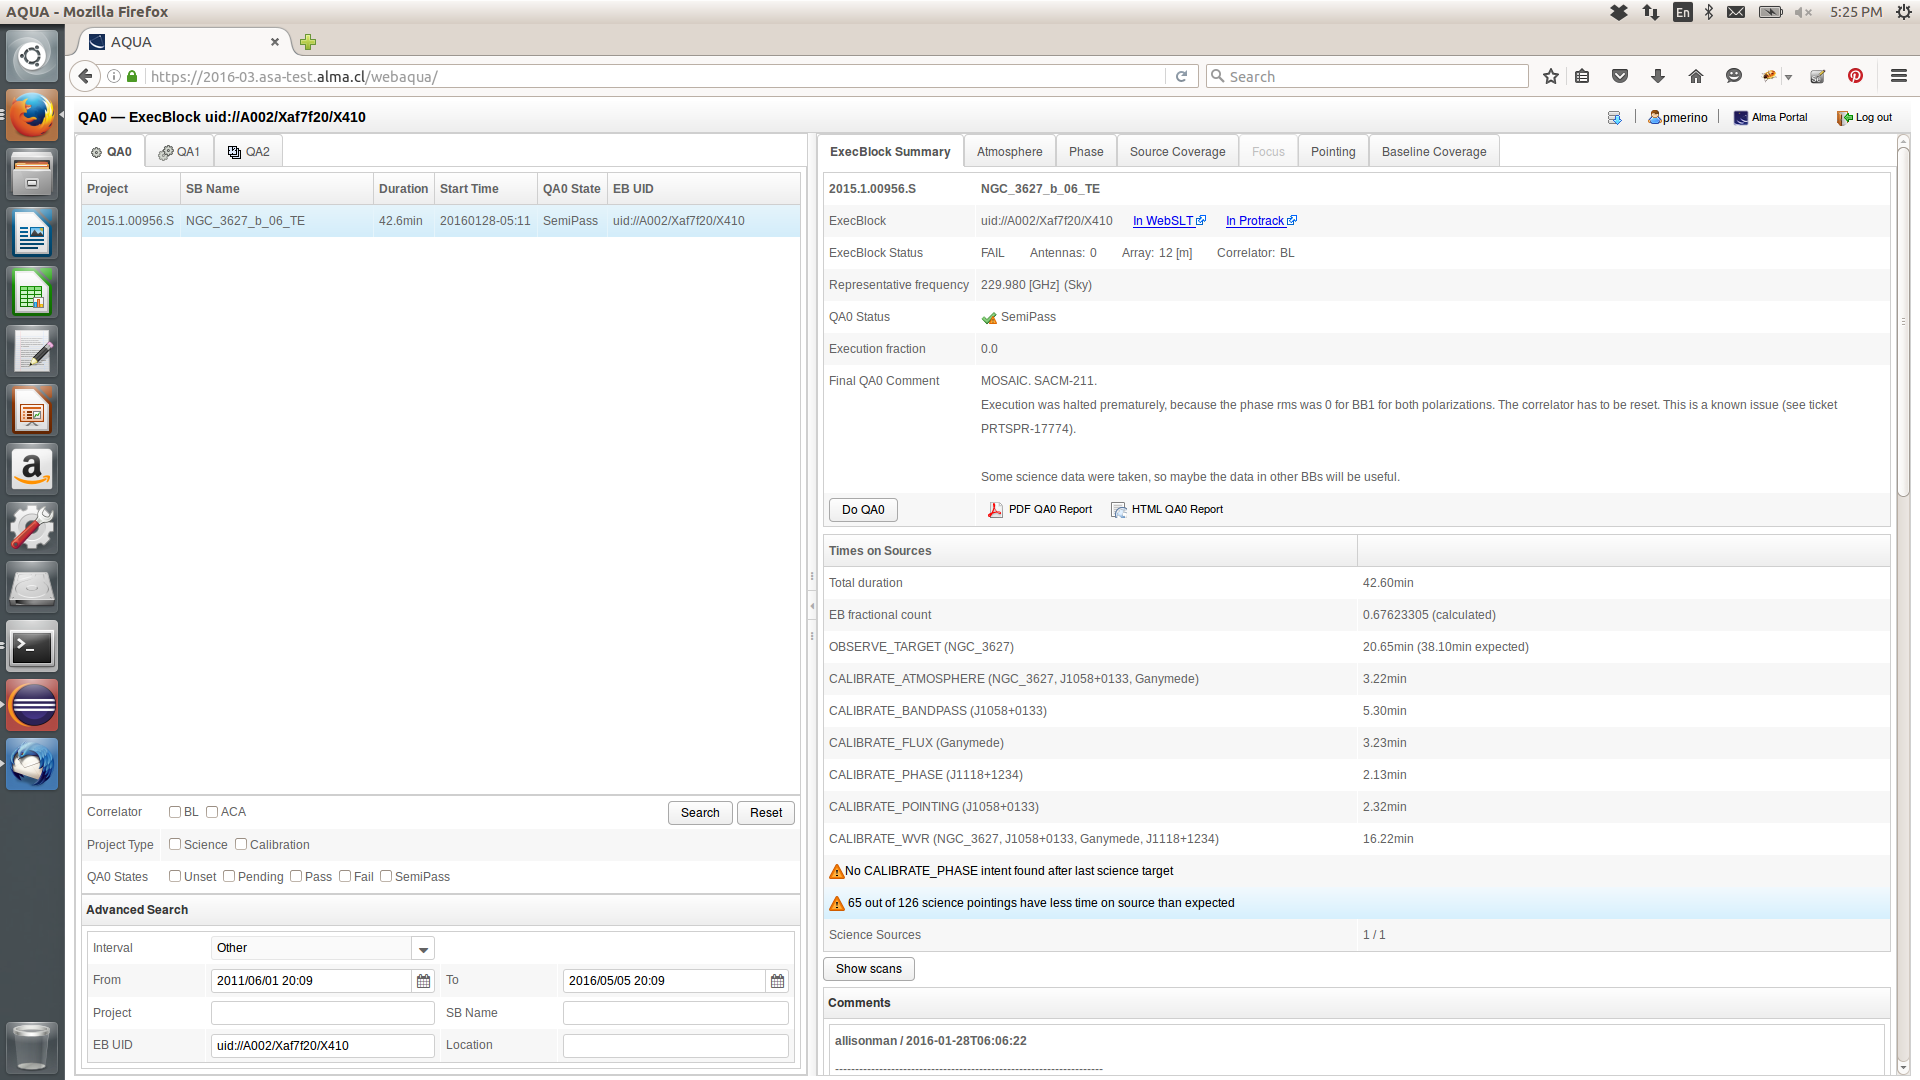 AQUA - Mozilla Firefox
En
5:25 PM
AQUA
https://2016-03.asa-test.alma.cl/webaqua/
Search
QA0 — ExecBlock uid://A002/Xaf7f20/X410
pmerino
Alma Portal
Log out
QA0
QA1
QA2
Project SB Name Duration Start Time QA0 State EB UID
2015.1.00956.S NGC_3627_b_06_TE 42.6min 20160128-05:11 SemiPass uid://A002/Xaf7f20/X410
Correlator BL ACA Search Reset
Project Type Science Calibration
QA0 States Unset Pending Pass Fail SemiPass
Advanced Search
Interval Other
From 2011/06/01 20:09 To 2016/05/05 20:09
Project SB Name
EB UID uid://A002/Xaf7f20/X410 Location
ExecBlock Summary Atmosphere Phase Source Coverage Focus Pointing Baseline Coverage
2015.1.00956.S NGC_3627_b_06_TE
ExecBlock uid://A002/Xaf7f20/X410 In WebSLT In Protrack
ExecBlock Status FAIL Antennas: 0 Array: 12 [m] Correlator: BL
Representative frequency 229.980 [GHz] (Sky)
QA0 Status SemiPass
Execution fraction 0.0
Final QA0 Comment MOSAIC. SACM-211.
Execution was halted prematurely, because the phase rms was 0 for BB1 for both polarizations. The correlator has to be reset. This is a known issue (see ticket
PRTSPR-17774).
Some science data were taken, so maybe the data in other BBs will be useful.
Do QA0 PDF QA0 Report HTML QA0 Report
Times on Sources
Total duration 42.60min
EB fractional count 0.67623305 (calculated)
OBSERVE_TARGET (NGC_3627) 20.65min (38.10min expected)
CALIBRATE_ATMOSPHERE (NGC_3627, J1058+0133, Ganymede) 3.22min
CALIBRATE_BANDPASS (J1058+0133) 5.30min
CALIBRATE_FLUX (Ganymede) 3.23min
CALIBRATE_PHASE (J1118+1234) 2.13min
CALIBRATE_POINTING (J1058+0133) 2.32min
CALIBRATE_WVR (NGC_3627, J1058+0133, Ganymede, J1118+1234) 16.22min
No CALIBRATE_PHASE intent found after last science target
65 out of 126 science pointings have less time on source than expected
Science Sources 1 / 1
Show scans
Comments
allisonman / 2016-01-28T06:06:22
-------------------------------------------------------------------